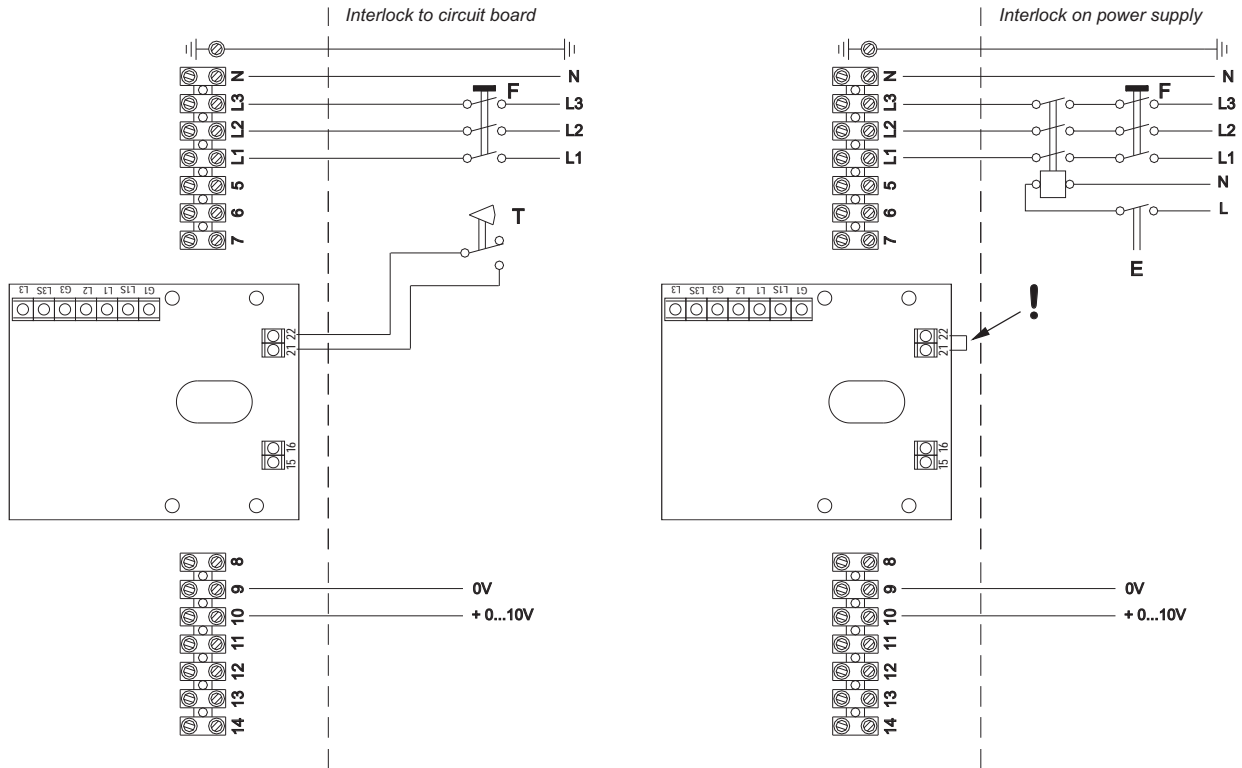 Interlock to circuit board
N
L3
L2
L1
5
6
7
N
L3
L2
L1
F
T
L3 L3S G3 L2 L1 L1S G1
22
21
16
15
8
9
10
11
12
13
14
0V
+ 0...10V
Interlock on power supply
N
L3
L2
L1
5
6
7
N
L3
L2
L1
N
L
F
E
!
L3 L3S G3 L2 L1 L1S G1
22
21
16
15
8
9
10
11
12
13
14
0V
+ 0...10V